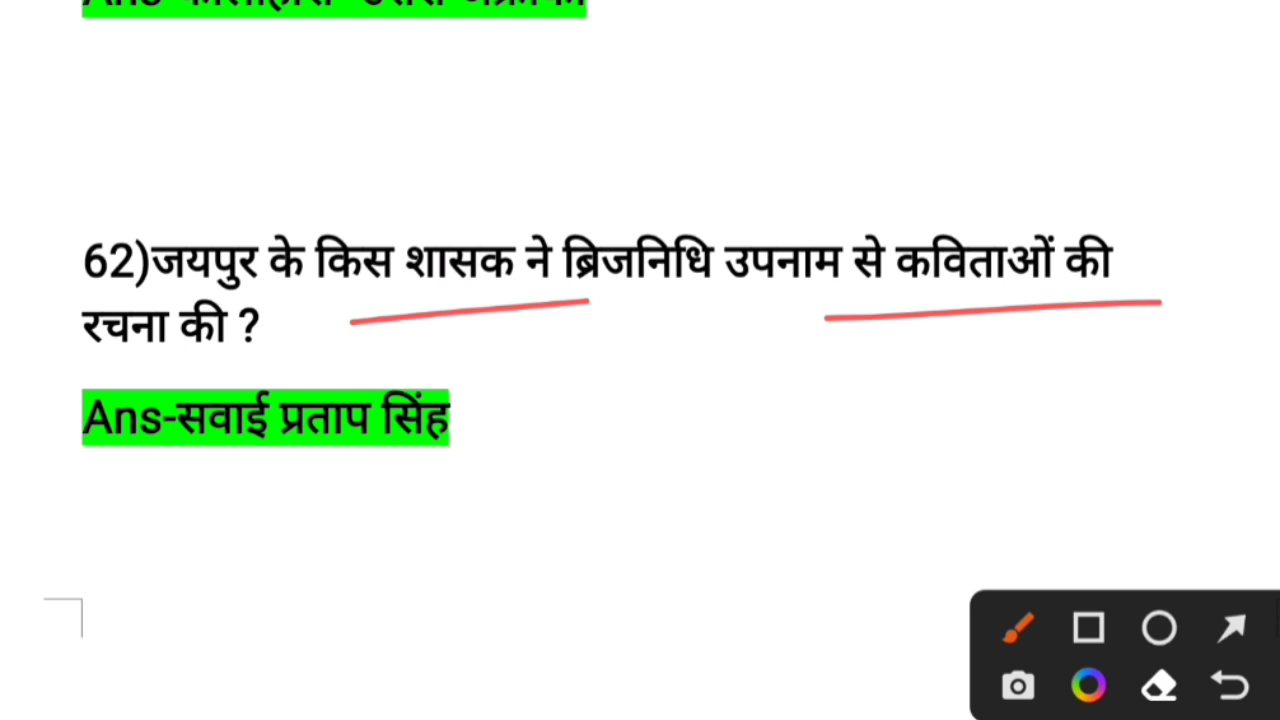 62)जयपुर के किस शासक ने ब्रिजनिधि उपनाम से कविताओं की
रचना की ?
Ans-सवाई प्रताप सिंह